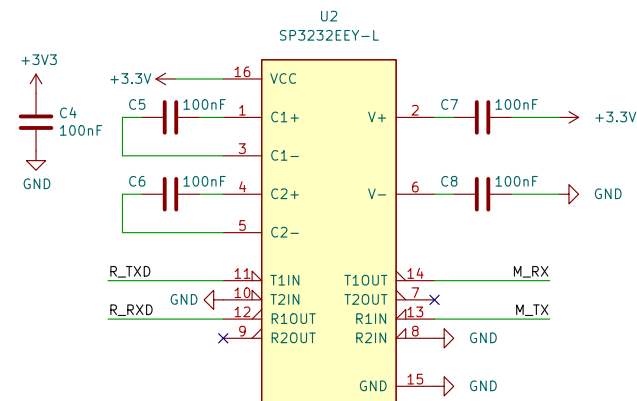 U2
SP3232EEY-L
+3V3
C4
100nF
GND
+3.3V
16
VCC
C5
100nF
1
C1+
3
C1-
C6
100nF
4
C2+
5
C2-
V+
2
C7
100nF
+3.3V
V-
6
C8
100nF
GND
R_TXD
11
T1IN
T1OUT
14
M_RX
GND
10
T2IN
T2OUT
7
R_RXD
12
R1OUT
R1IN
13
M_TX
9
R2OUT
R2IN
8
GND
GND
15
GND